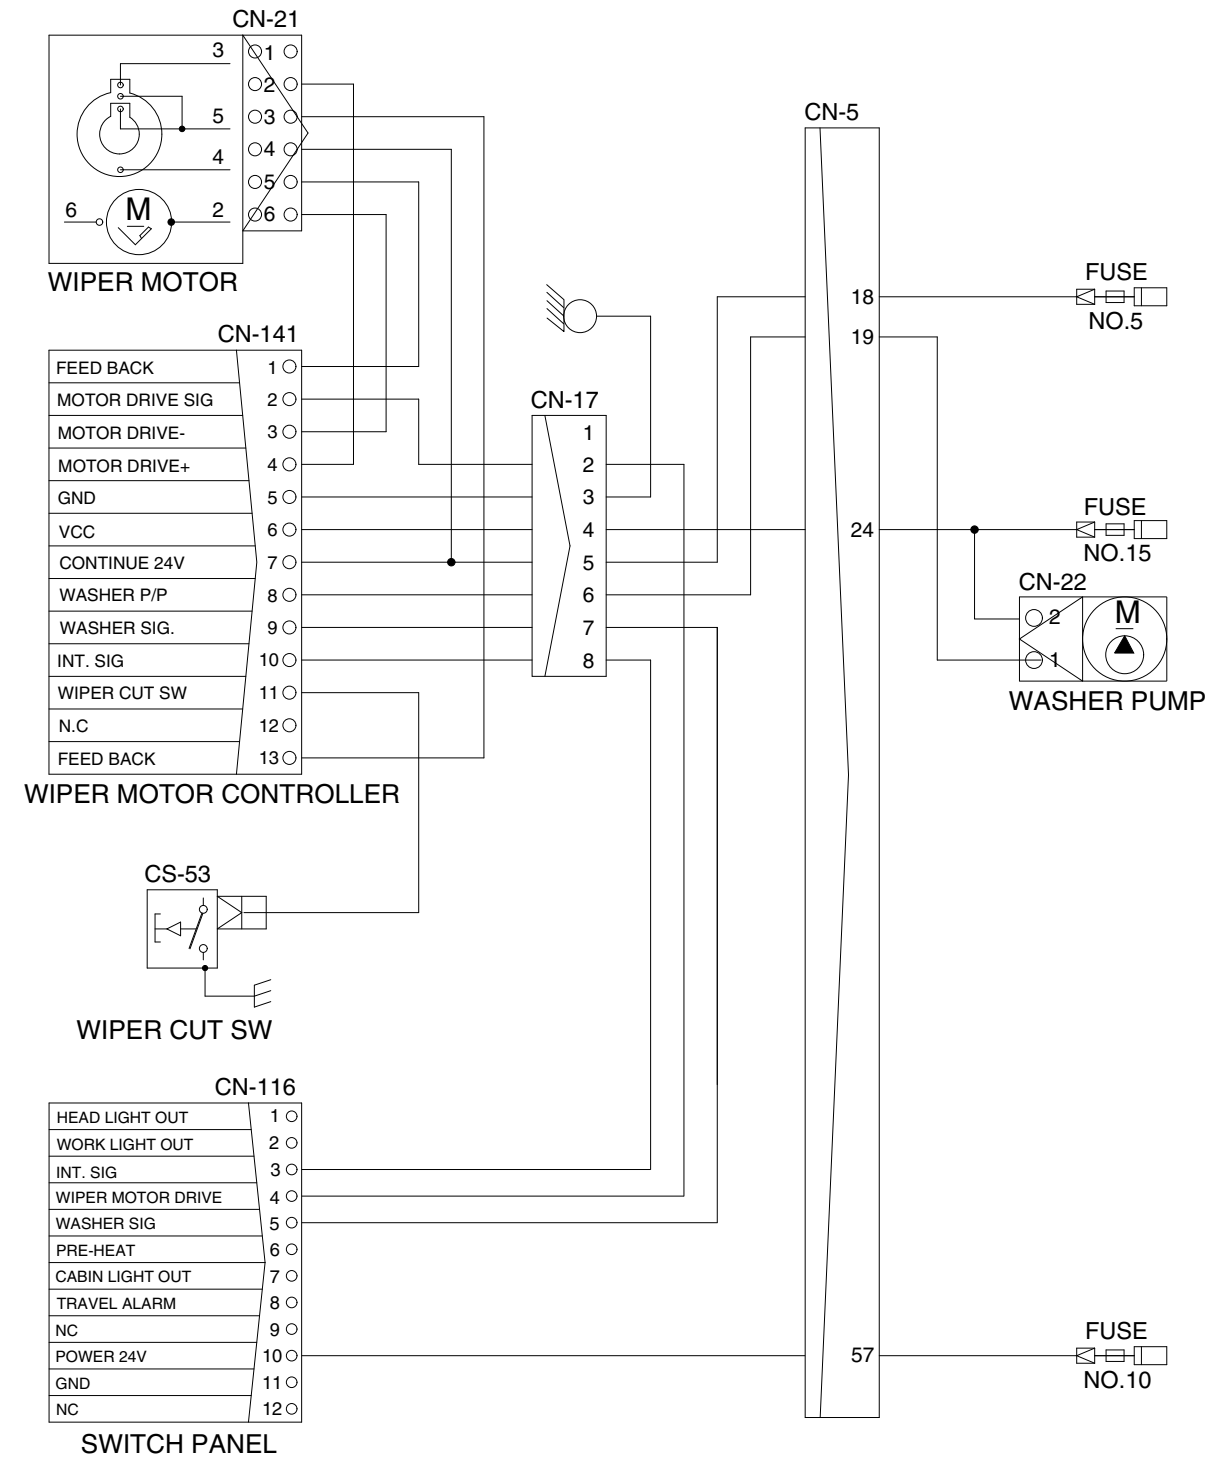 CN-21
3
5
4
6
M
2
1
2
3
4
5
6
WIPER MOTOR
CN-141
FEED BACK 1
MOTOR DRIVE SIG 2
MOTOR DRIVE- 3
MOTOR DRIVE+ 4
GND 5
VCC 6
CONTINUE 24V 7
WASHER P/P 8
WASHER SIG. 9
INT. SIG 10
WIPER CUT SW 11
N.C 12
FEED BACK 13
WIPER MOTOR CONTROLLER
CN-17
1
2
3
4
5
6
7
8
CN-5
18
19
24
57
FUSE
NO.5
FUSE
NO.15
CN-22
2
1
M
WASHER PUMP
CS-53
WIPER CUT SW
CN-116
HEAD LIGHT OUT 1
WORK LIGHT OUT 2
INT. SIG 3
WIPER MOTOR DRIVE 4
WASHER SIG 5
PRE-HEAT 6
CABIN LIGHT OUT 7
TRAVEL ALARM 8
NC 9
POWER 24V 10
GND 11
NC 12
SWITCH PANEL
FUSE
NO.10